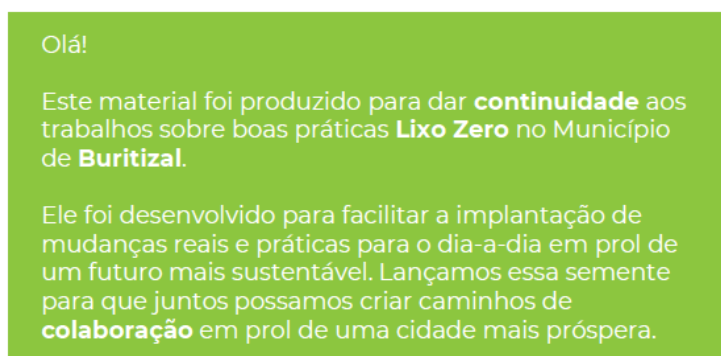 Olá!
Este material foi produzido para dar continuidade aos
trabalhos sobre boas práticas Lixo Zero no Município
de Buritizal.
Ele foi desenvolvido para facilitar a implantação de
mudanças reais e práticas para o dia-a-dia em prol de
um futuro mais sustentável. Lançamos essa semente
para que juntos possamos criar caminhos de
colaboração em prol de uma cidade mais próspera.